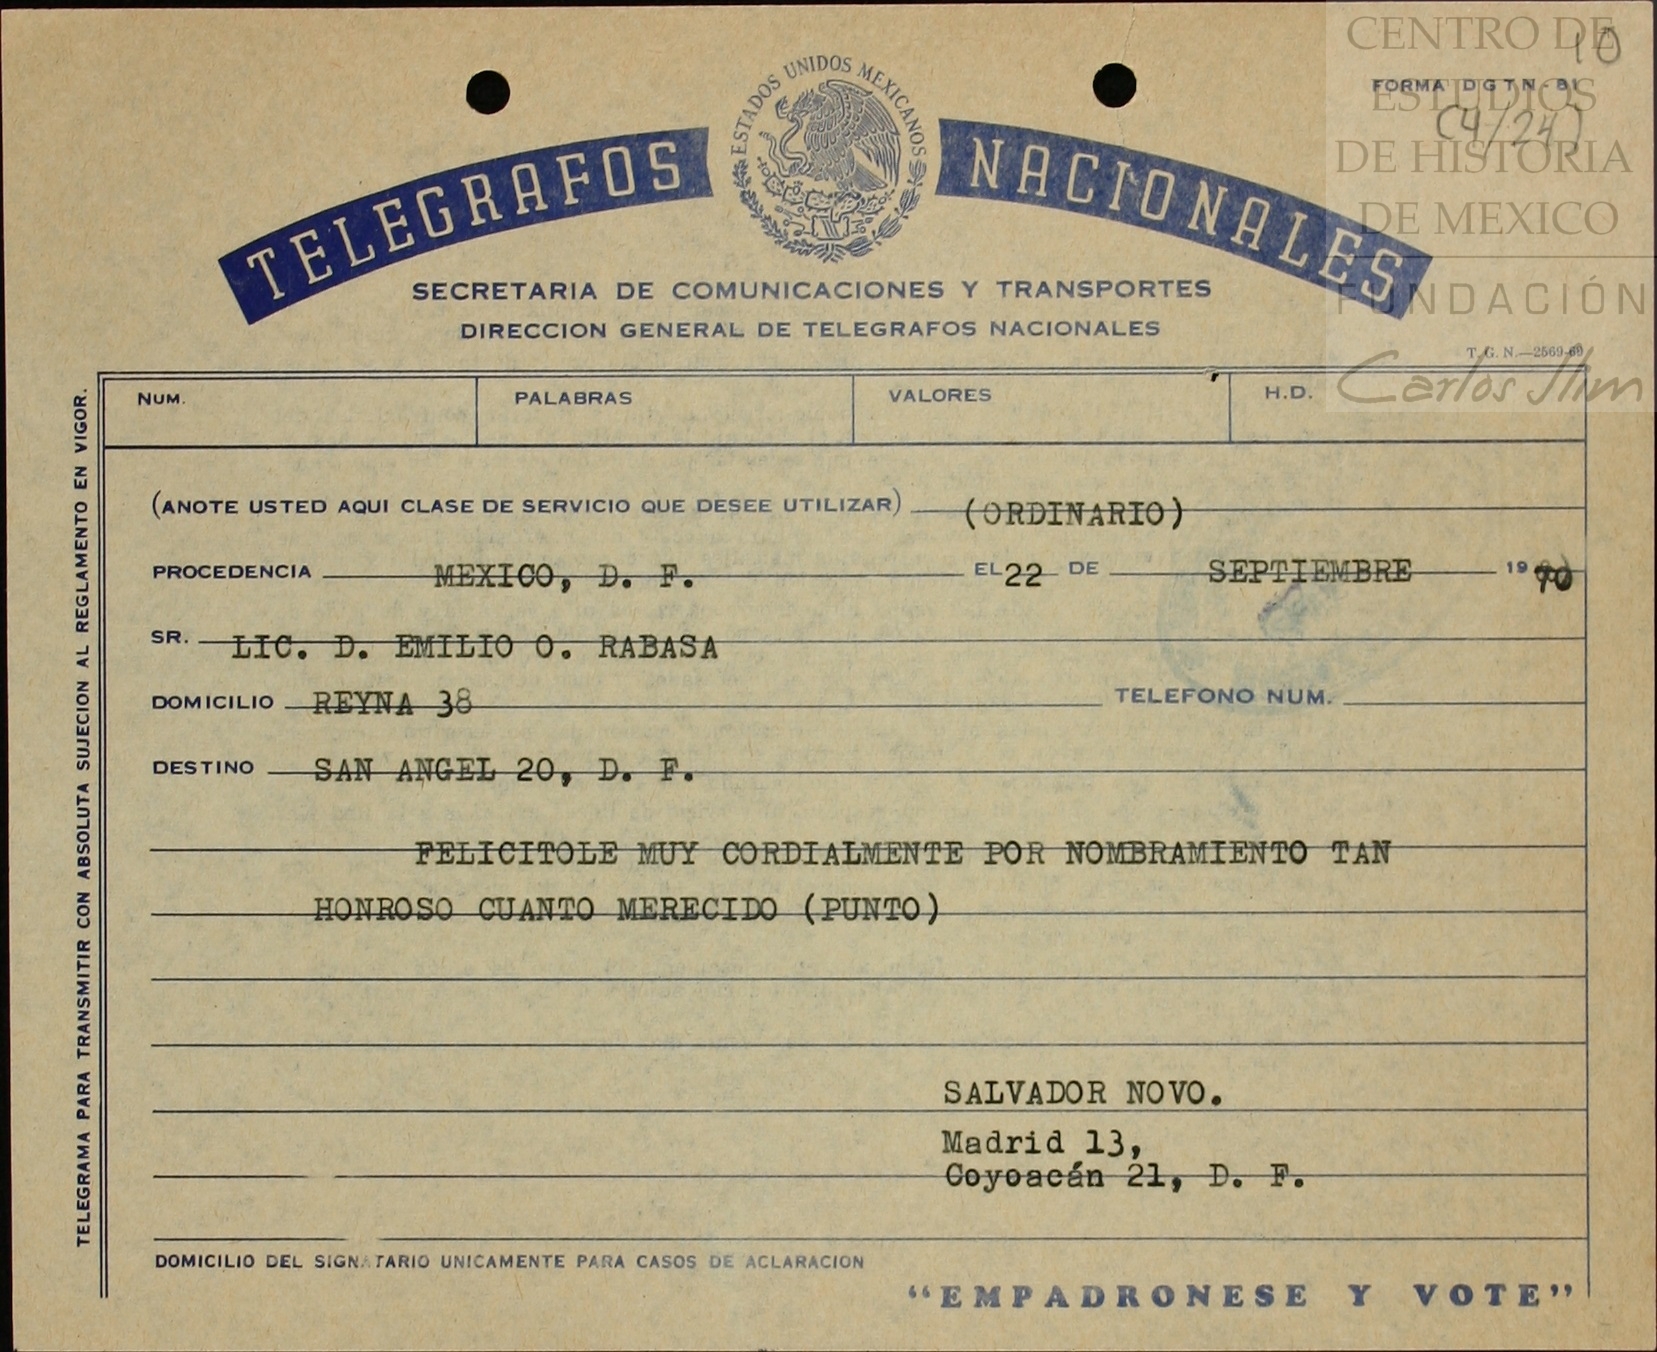 CENTRO DE
ESTUDIOS
DE HISTORIA
DE MEXICO
FUNDACIÓN
Carlos Slim
10
FORMA DGTN-81
(4/24)
ESTADOS UNIDOS MEXICANOS
TELEGRAFOS NACIONALES
SECRETARIA DE COMUNICACIONES Y TRANSPORTES
DIRECCION GENERAL DE TELEGRAFOS NACIONALES
T. G. N.—2569-69
NUM. PALABRAS VALORES H.D.
(ANOTE USTED AQUI CLASE DE SERVICIO QUE DESEE UTILIZAR) (ORDINARIO)
PROCEDENCIA MEXICO, D. F. EL 22 DE SEPTIEMBRE 1970
SR. LIC. D. EMILIO O. RABASA
DOMICILIO REYNA 38 TELEFONO NUM.
DESTINO SAN ANGEL 20, D. F.
FELICITOLE MUY CORDIALMENTE POR NOMBRAMIENTO TAN
HONROSO CUANTO MERECIDO (PUNTO)
SALVADOR NOVO.
Madrid 13,
Coyoacán 21, D. F.
DOMICILIO DEL SIGNATARIO UNICAMENTE PARA CASOS DE ACLARACION
"EMPADRONESE Y VOTE"
TELEGRAMA PARA TRANSMITIR CON ABSOLUTA SUJECION AL REGLAMENTO EN VIGOR.